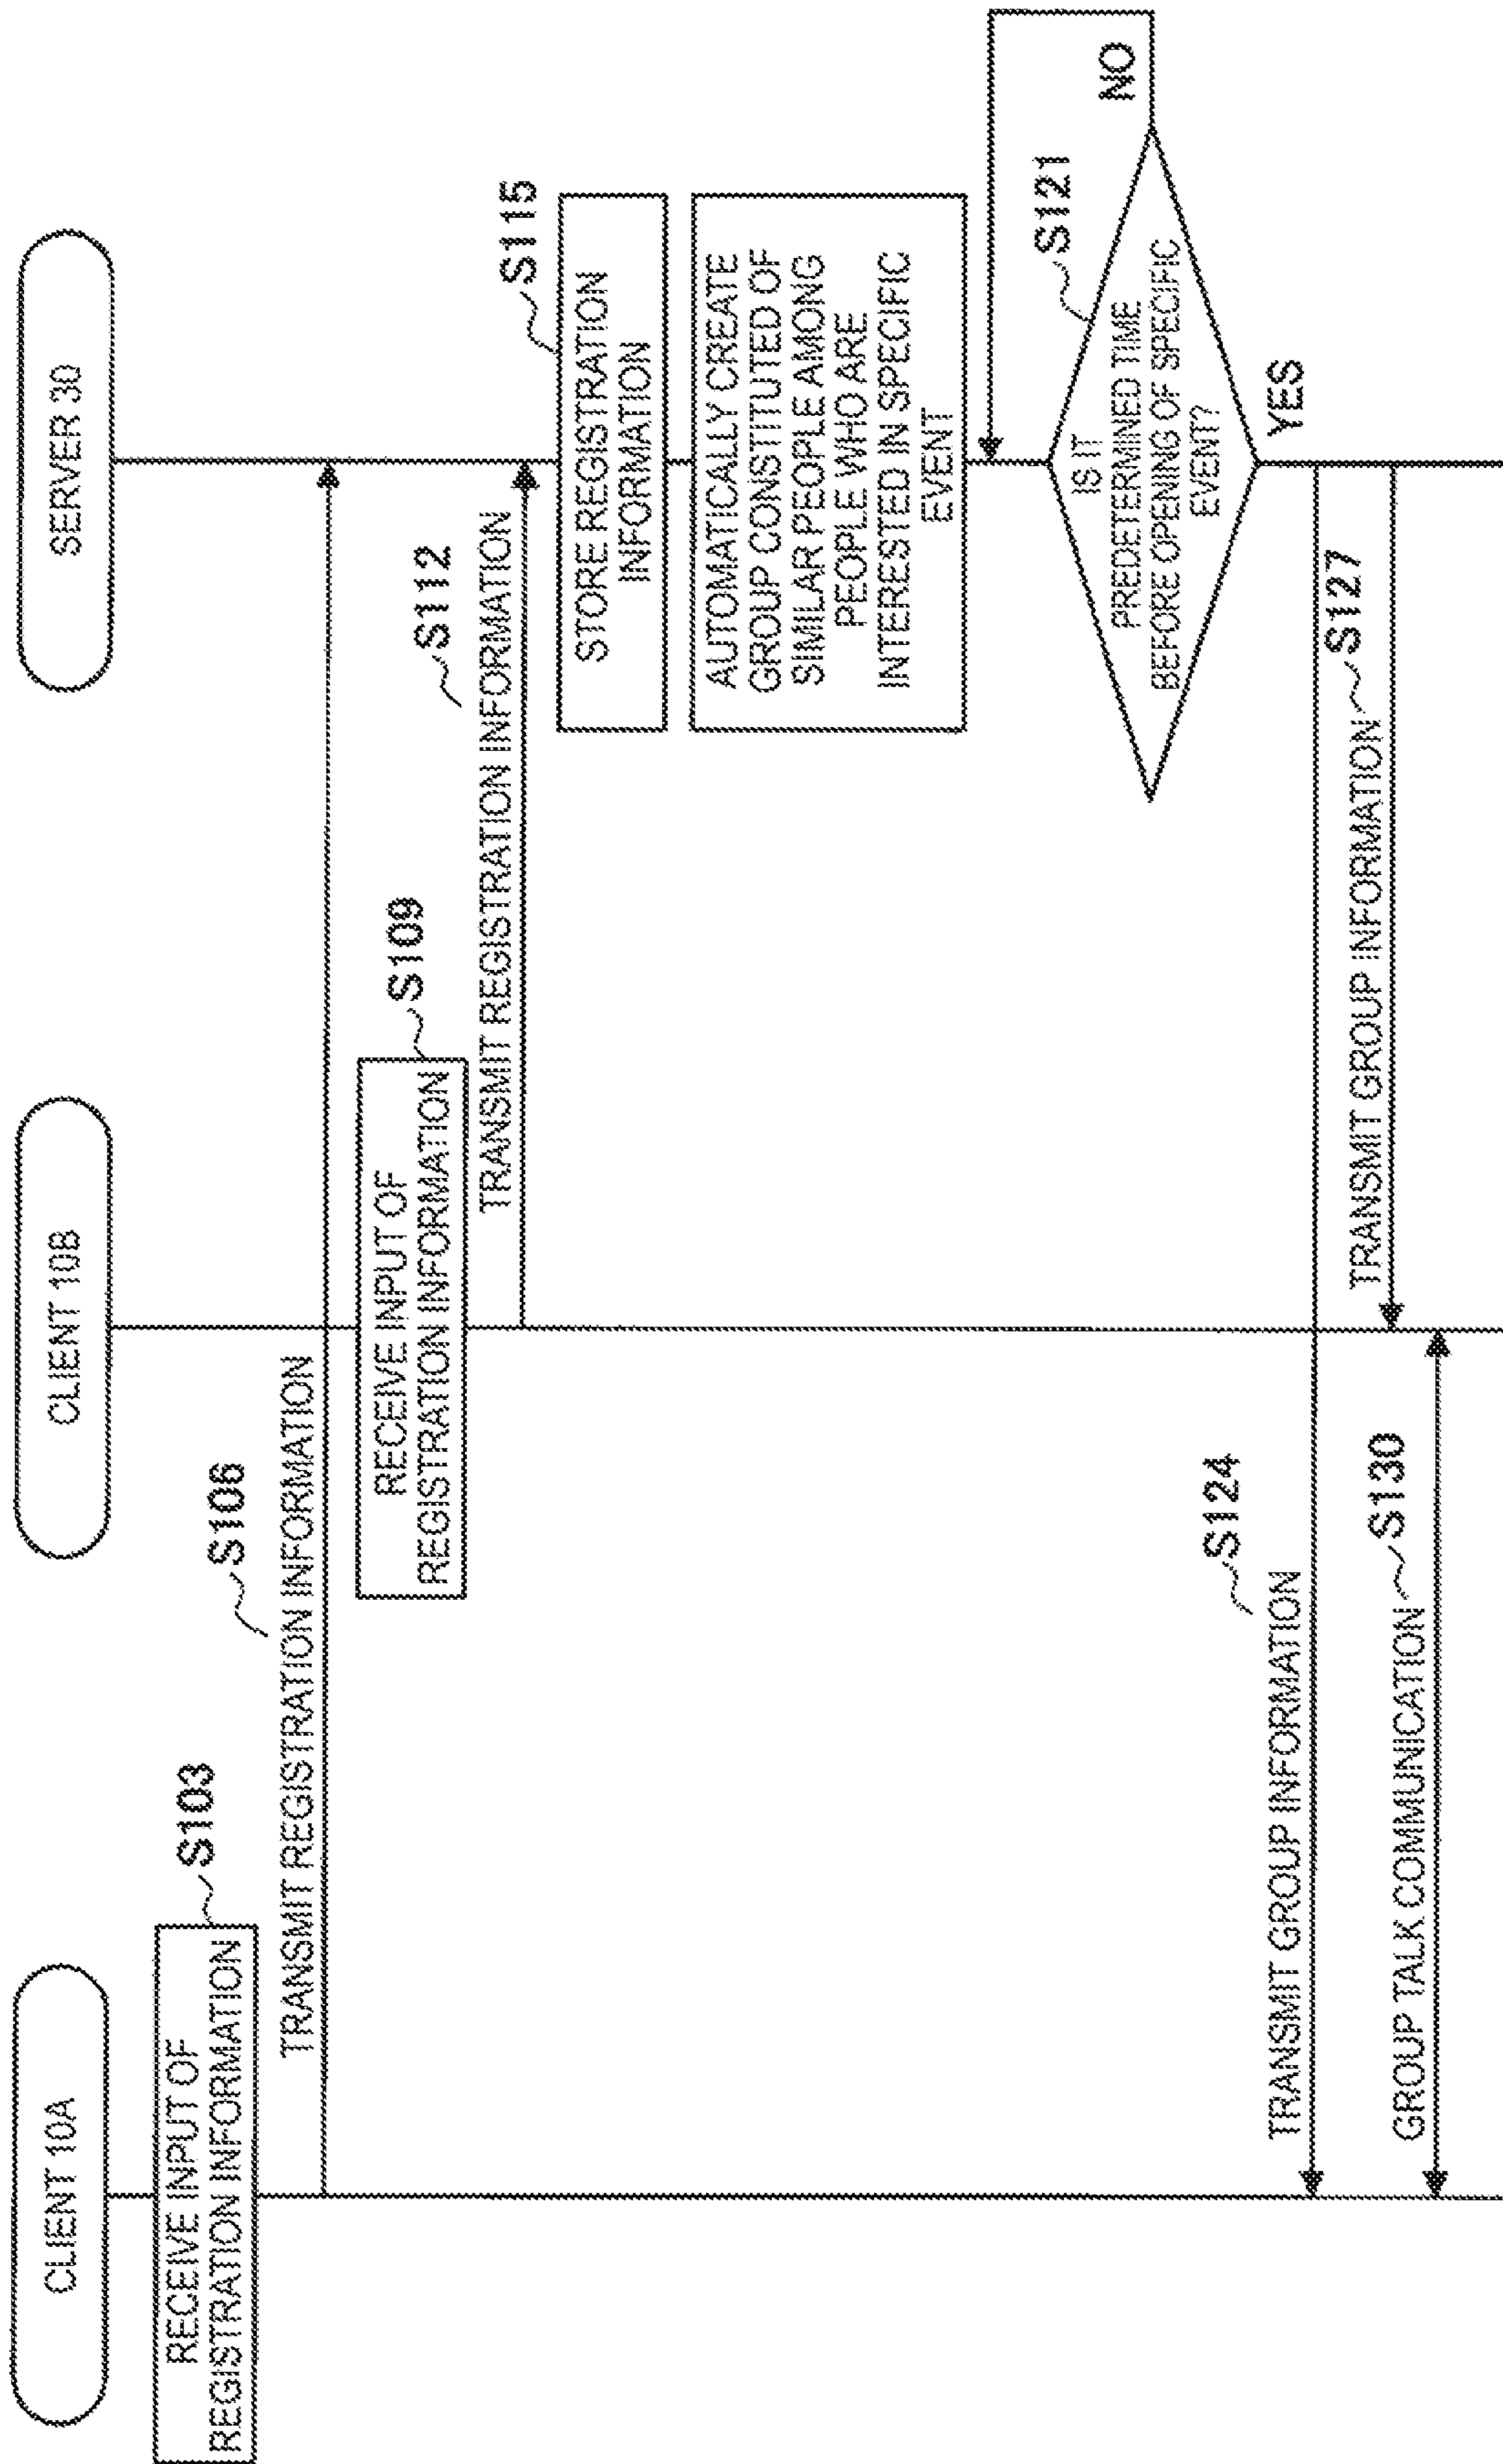 CLIENT 10A
CLIENT 10B
SERVER 30
RECEIVE INPUT OF
REGISTRATION INFORMATION
S103
S106
TRANSMIT REGISTRATION INFORMATION
RECEIVE INPUT OF
REGISTRATION INFORMATION
S109
S112
TRANSMIT REGISTRATION INFORMATION
S115
STORE REGISTRATION
INFORMATION
AUTOMATICALLY CREATE
GROUP CONSTITUTED OF
SIMILAR PEOPLE AMONG
PEOPLE WHO ARE
INTERESTED IN SPECIFIC
EVENT
S121
IS IT
PREDETERMINED TIME
BEFORE OPENING OF SPECIFIC
EVENT?
NO
YES
S124
TRANSMIT GROUP INFORMATION
TRANSMIT GROUP INFORMATION S127
GROUP TALK COMMUNICATION S130